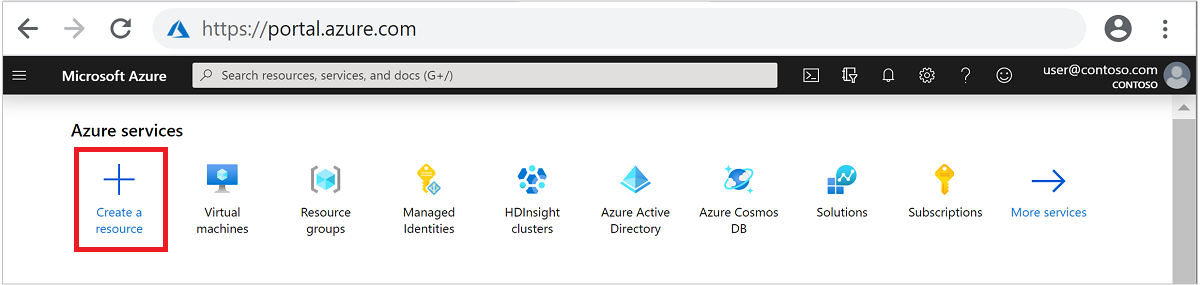 https://portal.azure.com
Microsoft Azure
Search resources, services, and docs (G+/)
user@contoso.com
CONTOSO
Azure services
Create a
resource
Virtual
machines
Resource
groups
Managed
Identities
HDInsight
clusters
Azure Active
Directory
Azure Cosmos
DB
Solutions
Subscriptions
More services